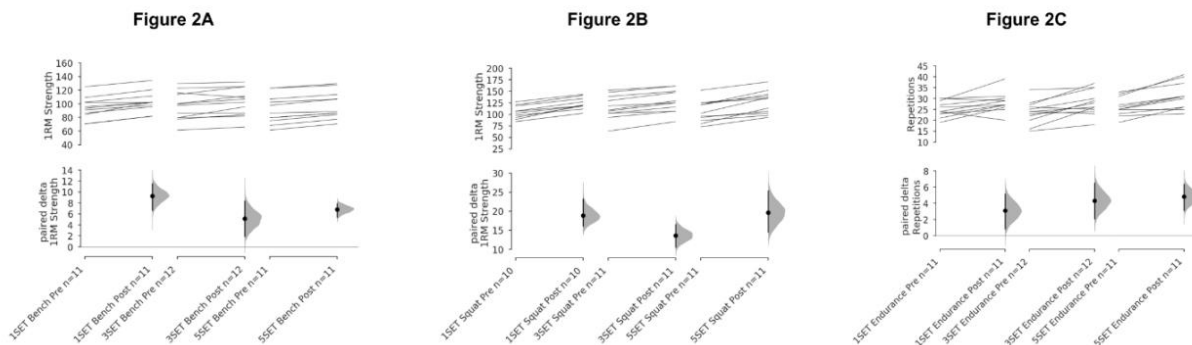 Figure 2A
160
140
120
100
80
60
40
1RM Strength
14
12
10
8
6
4
2
0
paired delta
1RM Strength
1SET Bench Pre n=11
1SET Bench Post n=11
3SET Bench Pre n=12
3SET Bench Post n=12
5SET Bench Pre n=11
5SET Bench Post n=11
Figure 2B
200
175
150
125
100
75
50
25
1RM Strength
30
25
20
15
10
paired delta
1RM Strength
1SET Squat Pre n=10
1SET Squat Post n=10
3SET Squat Pre n=11
3SET Squat Post n=11
5SET Squat Pre n=11
5SET Squat Post n=11
Figure 2C
45
40
35
30
25
20
15
10
Repetitions
8
6
4
2
0
paired delta
Repetitions
1SET Endurance Pre n=11
1SET Endurance Post n=11
3SET Endurance Pre n=12
3SET Endurance Post n=12
5SET Endurance Pre n=11
5SET Endurance Post n=11